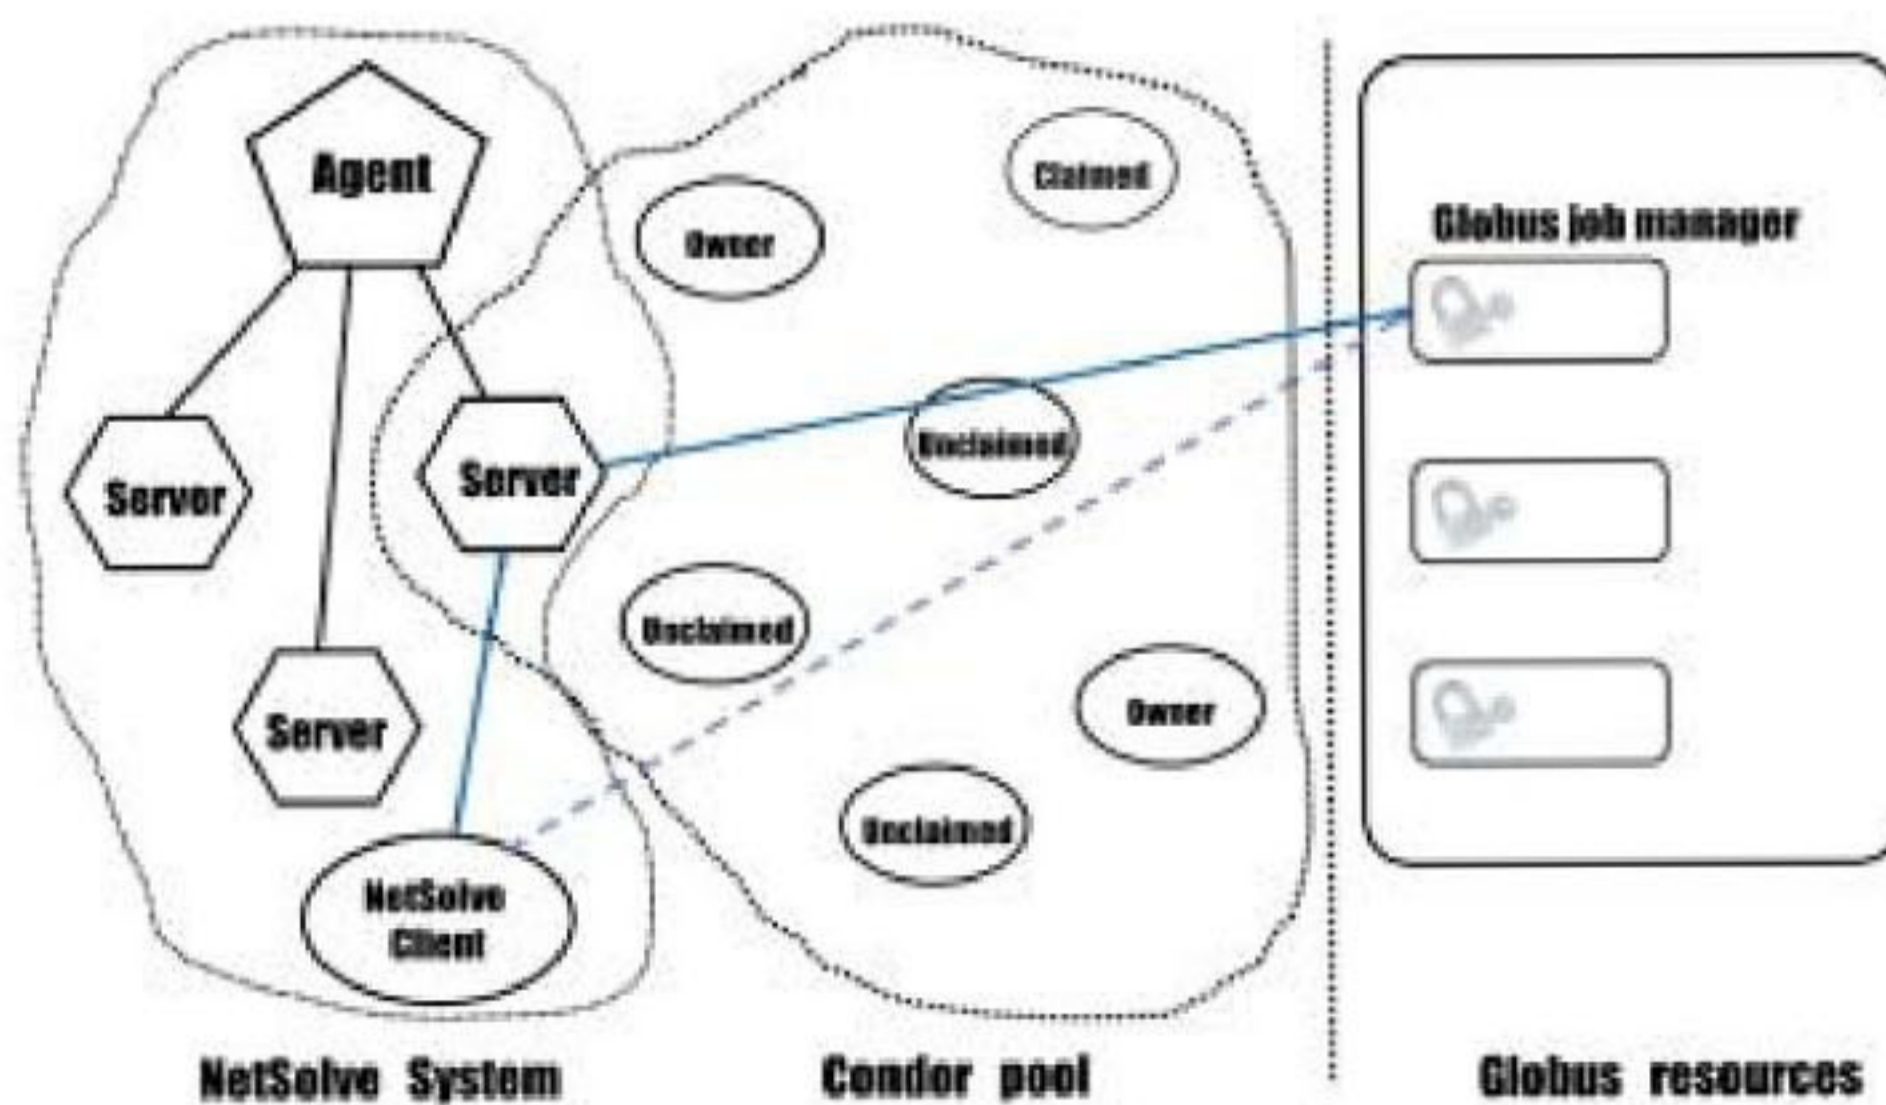 Agent
Claimed
Owner
Globus job manager
Unclaimed
Server
Server
Unclaimed
Owner
Server
Unclaimed
NetSolve
Client
NetSolve System
Condor pool
Globus resources